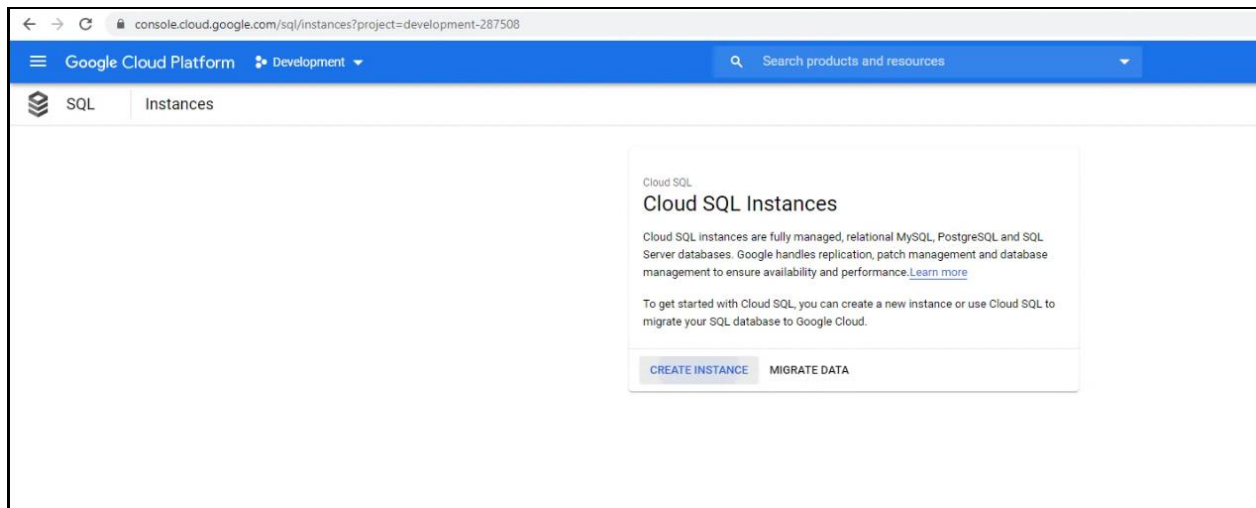 console.cloud.google.com/sql/instances?project=development-287508
Google Cloud Platform Development Search products and resources
SQL Instances
Cloud SQL
Cloud SQL Instances
Cloud SQL instances are fully managed, relational MySQL, PostgreSQL and SQL
Server databases. Google handles replication, patch management and database
management to ensure availability and performance.Learn more
To get started with Cloud SQL, you can create a new instance or use Cloud SQL to
migrate your SQL database to Google Cloud.
CREATE INSTANCE MIGRATE DATA